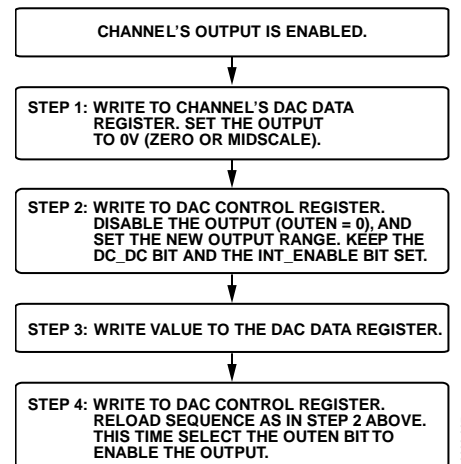 CHANNEL'S OUTPUT IS ENABLED.
STEP 1: WRITE TO CHANNEL'S DAC DATA
REGISTER. SET THE OUTPUT
TO 0V (ZERO OR MIDSCALE).
STEP 2: WRITE TO DAC CONTROL REGISTER.
DISABLE THE OUTPUT (OUTEN = 0), AND
SET THE NEW OUTPUT RANGE. KEEP THE
DC_DC BIT AND THE INT_ENABLE BIT SET.
STEP 3: WRITE VALUE TO THE DAC DATA REGISTER.
STEP 4: WRITE TO DAC CONTROL REGISTER.
RELOAD SEQUENCE AS IN STEP 2 ABOVE.
THIS TIME SELECT THE OUTEN BIT TO
ENABLE THE OUTPUT.